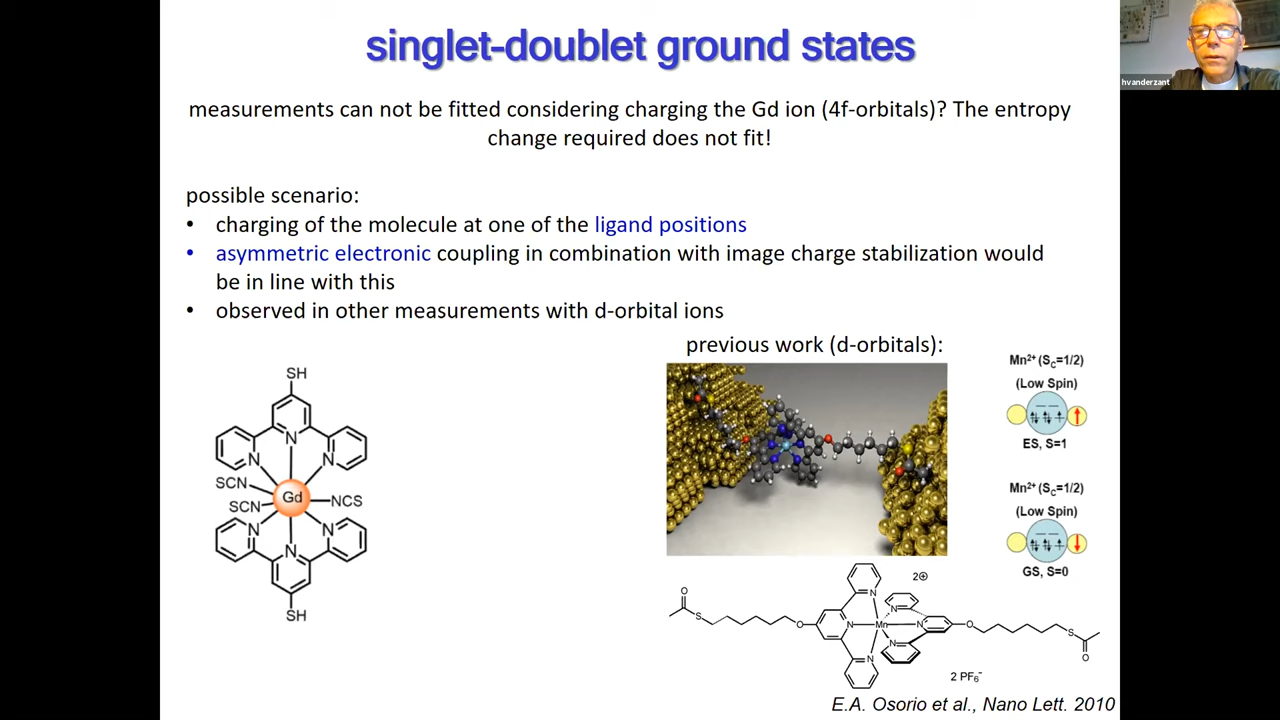 singlet-doublet ground states
hvanderzant
measurements can not be fitted considering charging the Gd ion (4f-orbitals)? The entropy
change required does not fit!
possible scenario:
• charging of the molecule at one of the ligand positions
• asymmetric electronic coupling in combination with image charge stabilization would
be in line with this
• observed in other measurements with d-orbital ions
previous work (d-orbitals):
SH
N
N N
SCN
SCN
Gd
NCS
N N
N
SH
Mn²⁺ (S_C=1/2)
(Low Spin)
ES, S=1
Mn²⁺ (S_C=1/2)
(Low Spin)
GS, S=0
2⊕
O
S
O
N
N
N
Mn
N
N
N
O
S
O
2 PF₆⁻
E.A. Osorio et al., Nano Lett. 2010